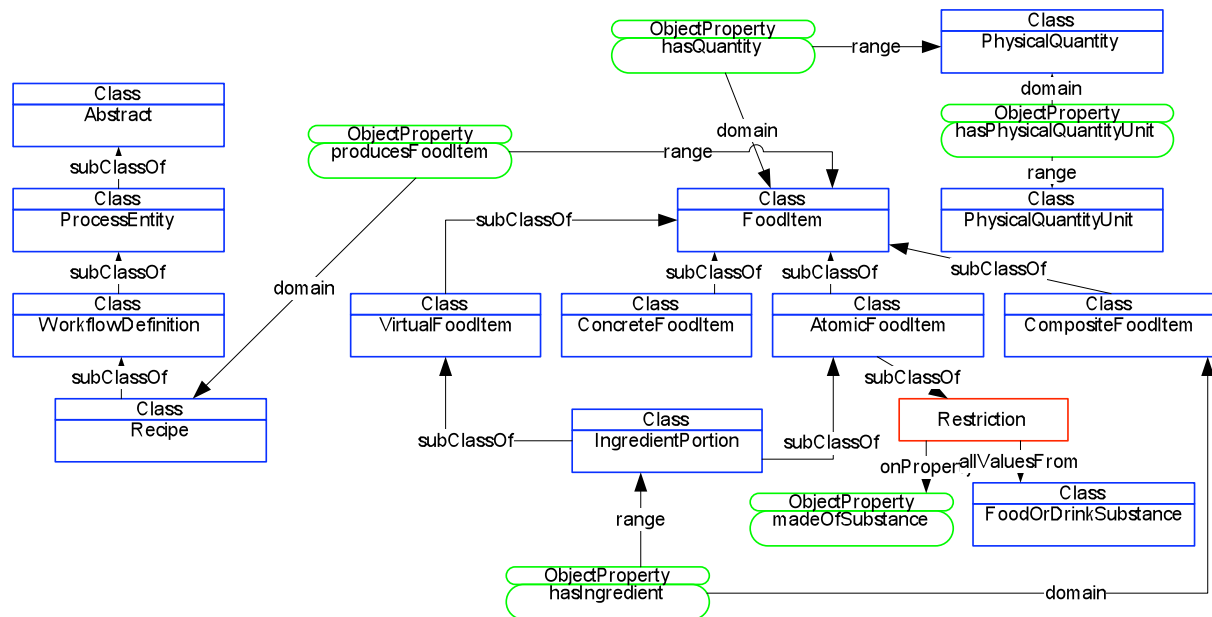 ObjectProperty
hasQuantity
range
Class
PhysicalQuantity
domain
ObjectProperty
hasPhysicalQuantityUnit
range
Class
PhysicalQuantityUnit
Class
Abstract
subClassOf
Class
ProcessEntity
subClassOf
Class
WorkflowDefinition
subClassOf
Class
Recipe
ObjectProperty
producesFoodItem
range
domain
domain
Class
FoodItem
subClassOf
subClassOf
subClassOf
subClassOf
Class
VirtualFoodItem
Class
ConcreteFoodItem
Class
AtomicFoodItem
Class
CompositeFoodItem
subClassOf
Restriction
subClassOf
Class
IngredientPortion
subClassOf
onProperty
allValuesFrom
ObjectProperty
madeOfSubstance
Class
FoodOrDrinkSubstance
range
ObjectProperty
hasIngredient
domain